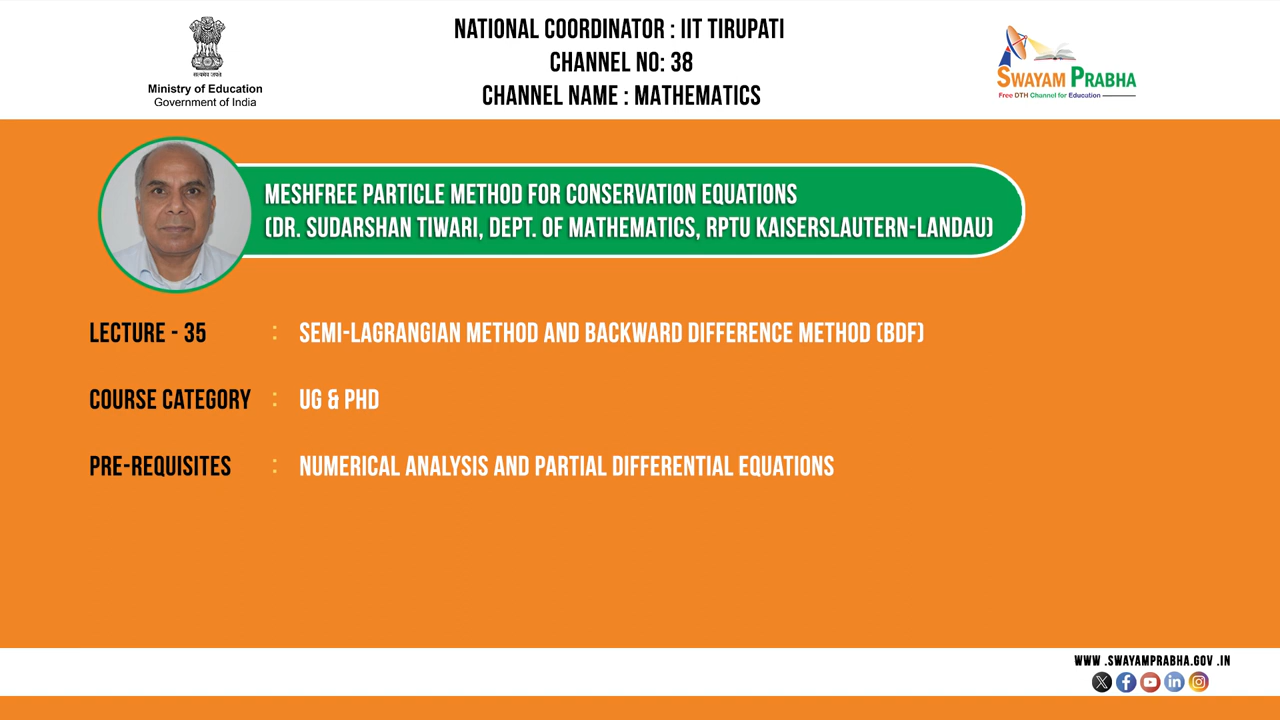 NATIONAL COORDINATOR : IIT TIRUPATI
CHANNEL NO: 38
CHANNEL NAME : MATHEMATICS
सत्यमेव जयते
Ministry of Education
Government of India
SWAYAM PRABHA
Free DTH Channel for Education
MESHFREE PARTICLE METHOD FOR CONSERVATION EQUATIONS
(DR. SUDARSHAN TIWARI, DEPT. OF MATHEMATICS, RPTU KAISERSLAUTERN-LANDAU)
LECTURE - 35 : SEMI-LAGRANGIAN METHOD AND BACKWARD DIFFERENCE METHOD (BDF)
COURSE CATEGORY : UG & PHD
PRE-REQUISITES : NUMERICAL ANALYSIS AND PARTIAL DIFFERENTIAL EQUATIONS
WWW .SWAYAMPRABHA.GOV .IN